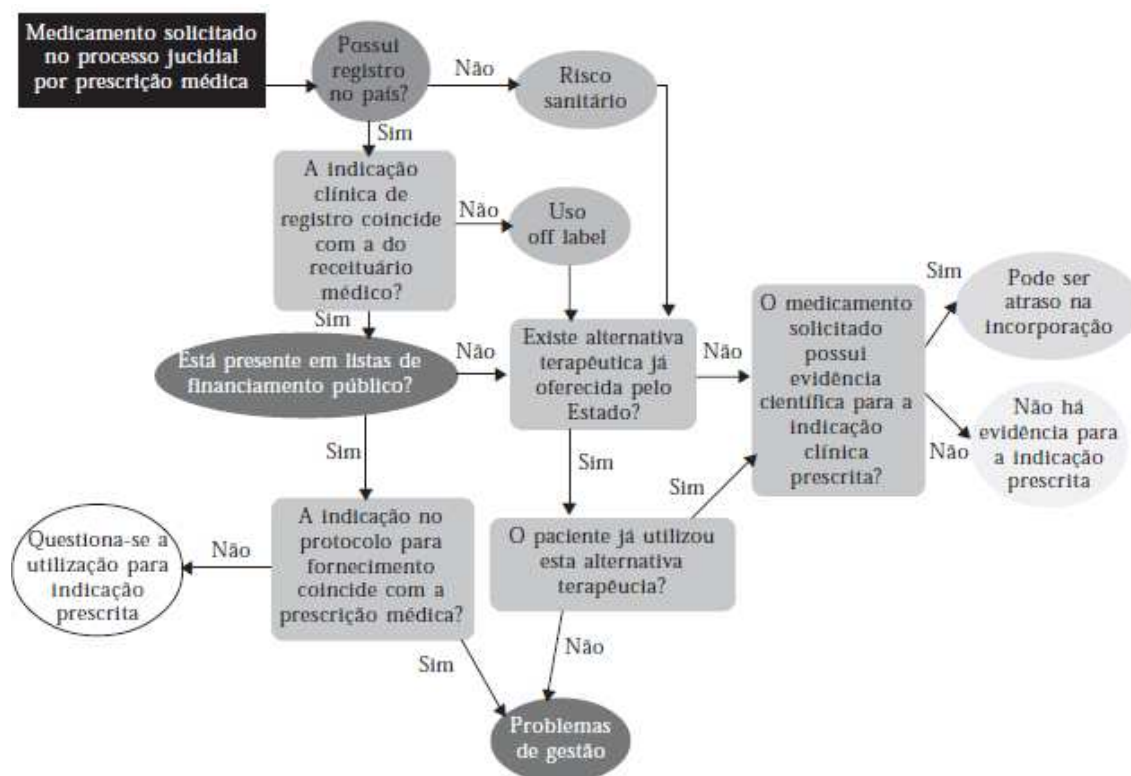 Medicamento solicitado
no processo jucidial
por prescrição médica
Possui
registro
no país?
Não
Risco
sanitário
Sim
A indicação
clínica de
registro coincide
com a do
receituário
médico?
Não
Uso
off label
Sim
Está presente em listas de
financiamento público?
Não
Existe alternativa
terapêutica já
oferecida pelo
Estado?
Não
O medicamento
solicitado
possui
evidência
científica para a
indicação
clínica
prescrita?
Sim
Pode ser
atraso na
incorporação
Não
Não há
evidência para
a indicação
prescrita
Sim
Sim
Sim
A indicação no
protocolo para
fornecimento
coincide com a
prescrição médica?
Não
Questiona-se a
utilização para
indicação
prescrita
O paciente já utilizou
esta alternativa
terapêucia?
Sim
Não
Problemas
de gestão